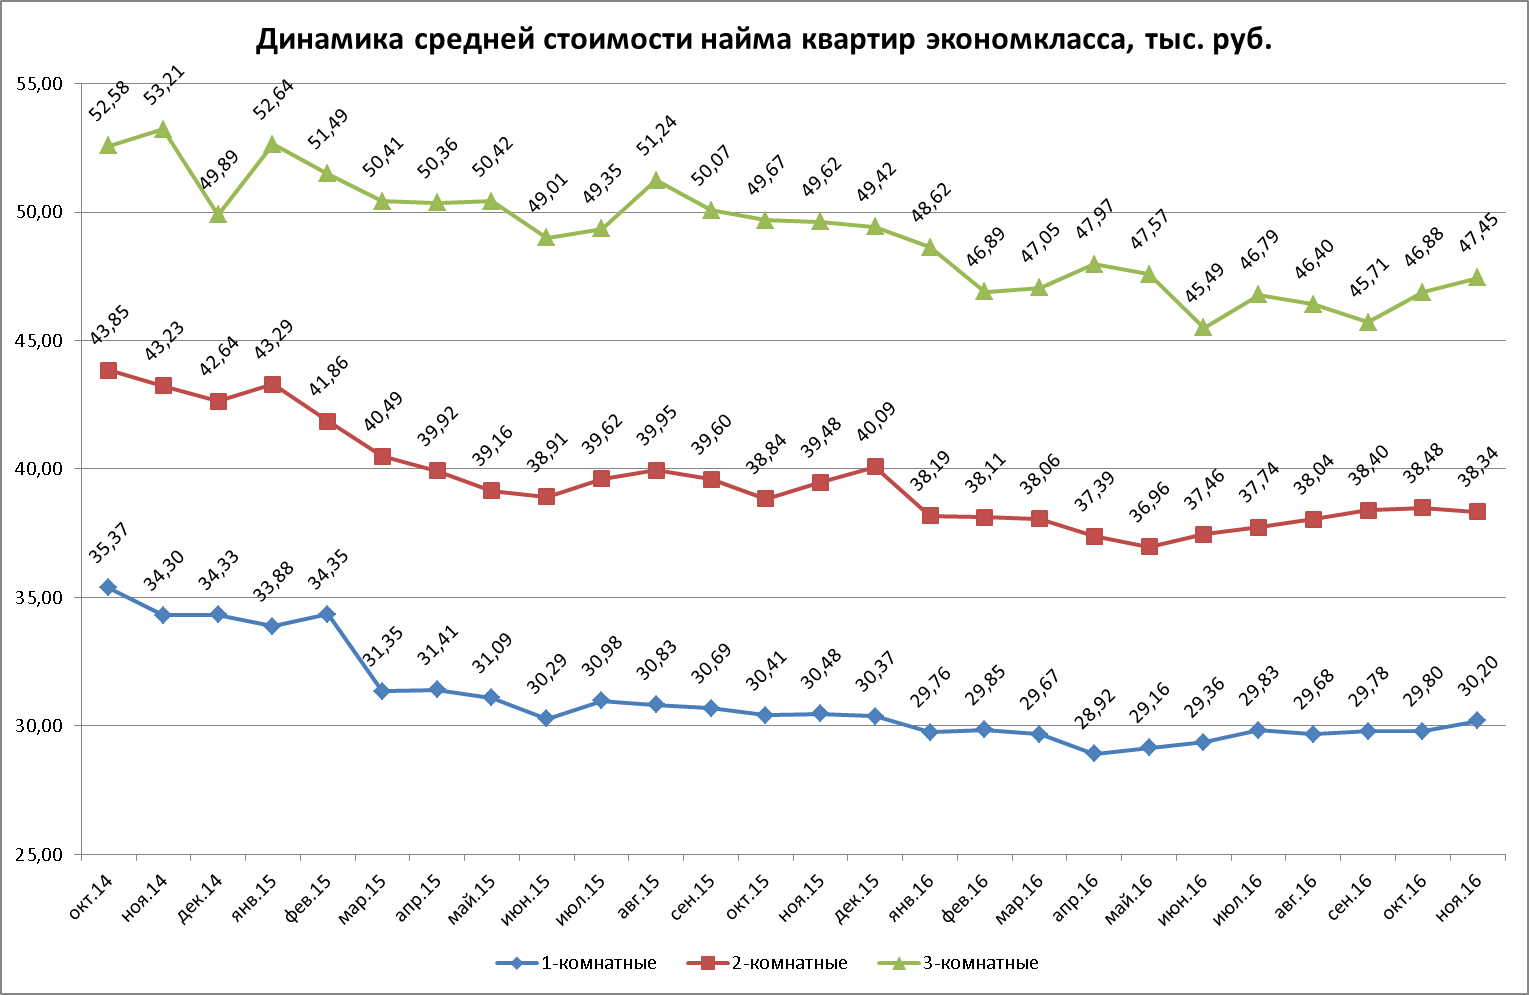 Динамика средней стоимости найма квартир экономкласса, тыс. руб.
55,00
50,00
45,00
40,00
35,00
30,00
25,00
52,58 53,21 49,89 52,64 51,49 50,41 50,36 50,42 49,01 49,35 51,24 50,07 49,67 49,62 49,42 48,62 46,89 47,05 47,97 47,57 45,49 46,79 46,40 45,71 46,88 47,45
43,85 43,23 42,64 43,29 41,86 40,49 39,92 39,16 38,91 39,62 39,95 39,60 38,84 39,48 40,09 38,19 38,11 38,06 37,39 36,96 37,46 37,74 38,04 38,40 38,48 38,34
35,37 34,30 34,33 33,88 34,35 31,35 31,41 31,09 30,29 30,98 30,83 30,69 30,41 30,48 30,37 29,76 29,85 29,67 28,92 29,16 29,36 29,83 29,68 29,78 29,80 30,20
окт.14 ноя.14 дек.14 янв.15 фев.15 мар.15 апр.15 май.15 июн.15 июл.15 авг.15 сен.15 окт.15 ноя.15 дек.15 янв.16 фев.16 мар.16 апр.16 май.16 июн.16 июл.16 авг.16 сен.16 окт.16 ноя.16
1-комнатные 2-комнатные 3-комнатные